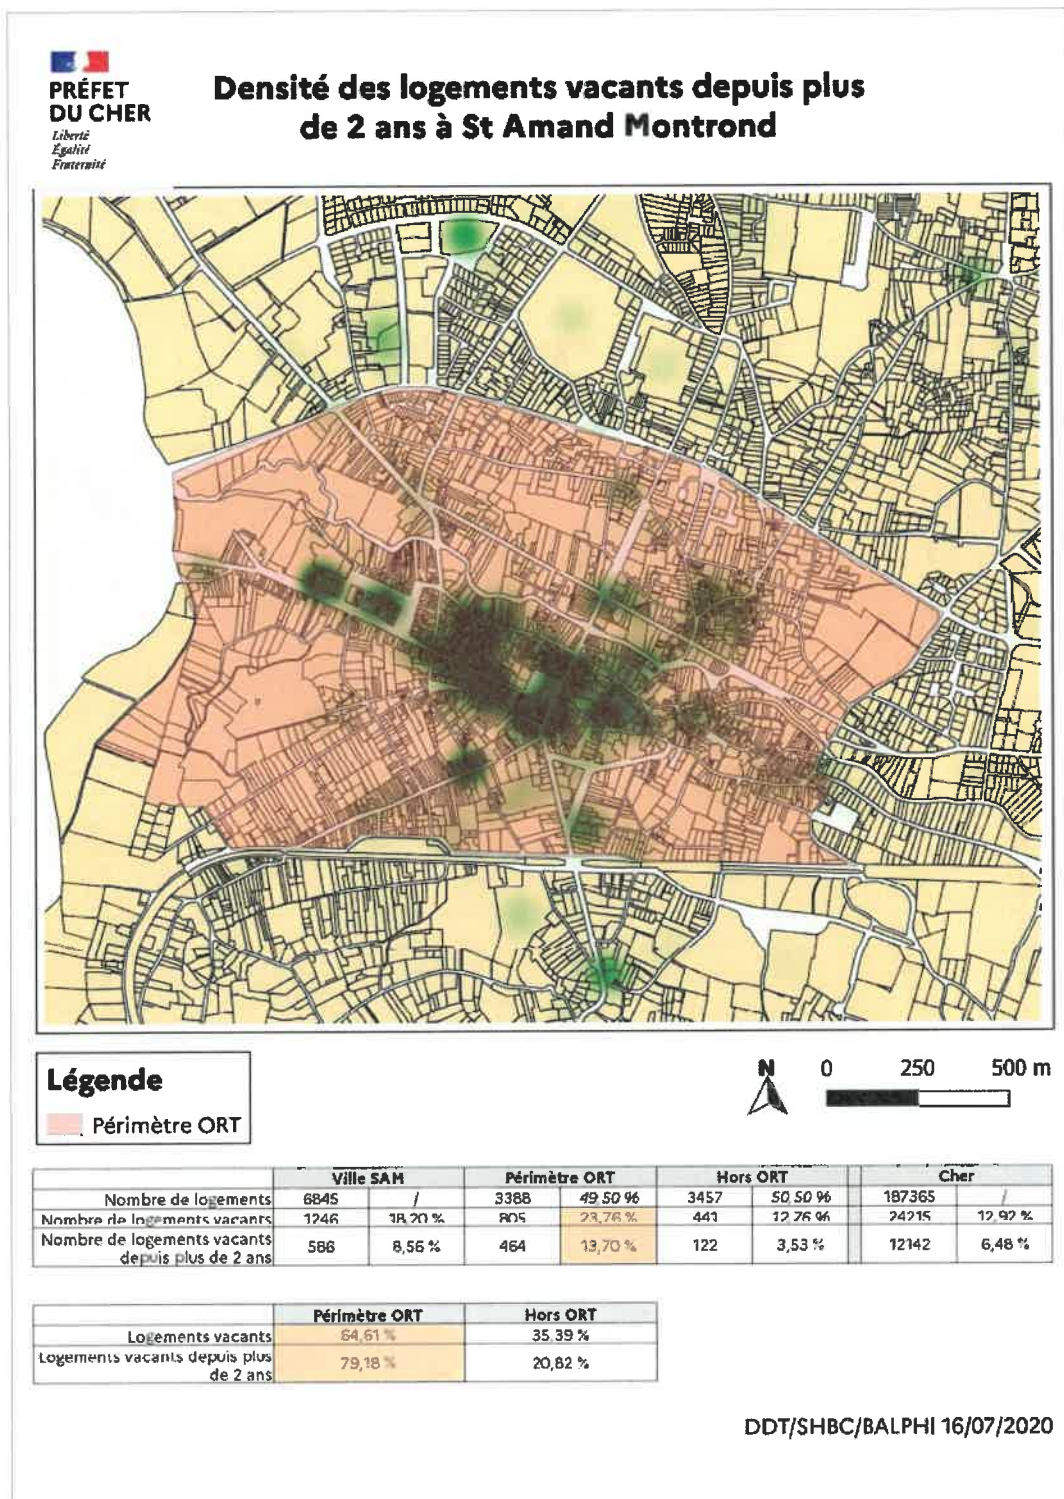 PRÉFET
DU CHER
Liberté
Égalité
Fraternité
Densité des logements vacants depuis plus
de 2 ans à St Amand Montrond
Légende
Périmètre ORT
N 0 250 500 m
Ville SAM Périmètre ORT Hors ORT Cher
Nombre de logements 6845 / 3388 49,50 % 3457 50,50 % 187365 /
Nombre de logements vacants 1246 18,20 % 805 23,76 % 441 12,76 % 24215 12,92 %
Nombre de logements vacants
depuis plus de 2 ans 586 8,56 % 464 13,70 % 122 3,53 % 12142 6,48 %
Périmètre ORT Hors ORT
Logements vacants 64,61 % 35,39 %
Logements vacants depuis plus
de 2 ans 79,18 % 20,82 %
DDT/SHBC/BALPHI 16/07/2020